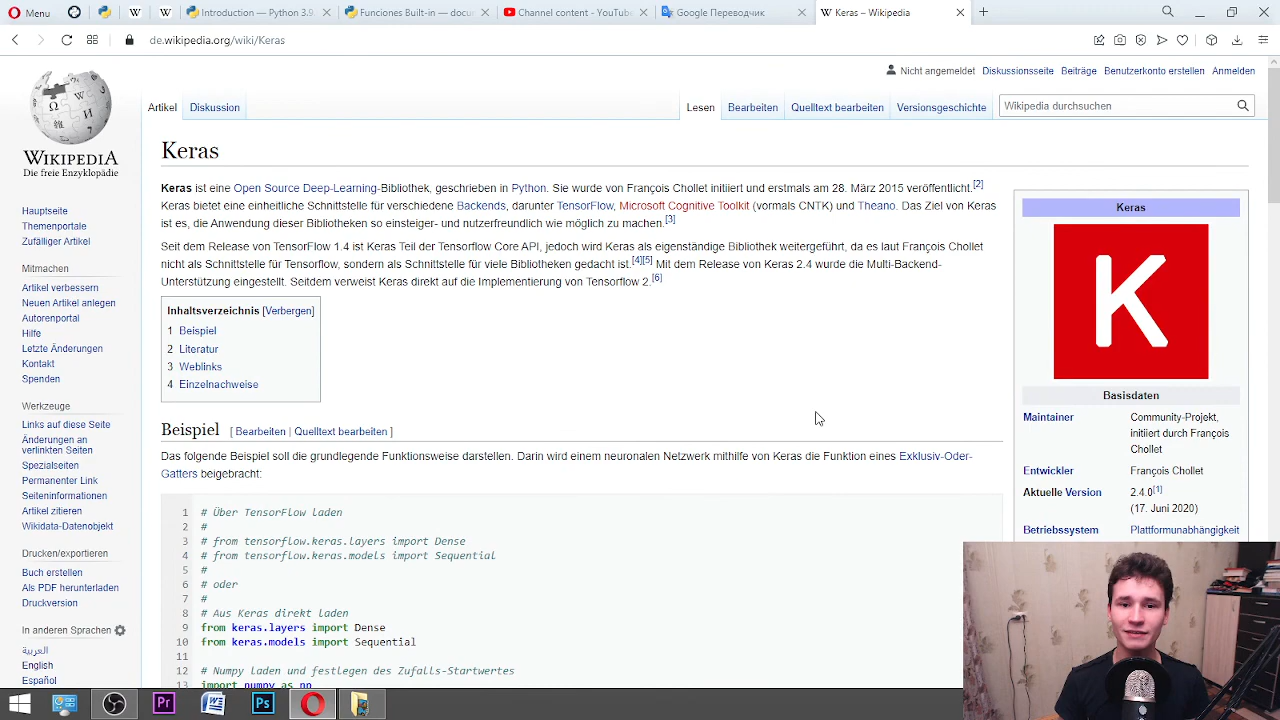 Menu
Introduction — Python 3.9.
Funciones Built-in — docu
Channel content - YouTube
Google Переводчик
Keras – Wikipedia
de.wikipedia.org/wiki/Keras
Nicht angemeldet Diskussionsseite Beiträge Benutzerkonto erstellen Anmelden
Artikel Diskussion Lesen Bearbeiten Quelltext bearbeiten Versionsgeschichte Wikipedia durchsuchen
WIKIPEDIA
Die freie Enzyklopädie
Hauptseite
Themenportale
Zufälliger Artikel
Mitmachen
Artikel verbessern
Neuen Artikel anlegen
Autorenportal
Hilfe
Letzte Änderungen
Kontakt
Spenden
Werkzeuge
Links auf diese Seite
Änderungen an
verlinkten Seiten
Spezialseiten
Permanenter Link
Seiteninformationen
Artikel zitieren
Wikidata-Datenobjekt
Drucken/exportieren
Buch erstellen
Als PDF herunterladen
Druckversion
In anderen Sprachen
العربية
English
Español
Keras
Keras ist eine Open Source Deep-Learning-Bibliothek, geschrieben in Python. Sie wurde von François Chollet initiiert und erstmals am 28. März 2015 veröffentlicht.[2]
Keras bietet eine einheitliche Schnittstelle für verschiedene Backends, darunter TensorFlow, Microsoft Cognitive Toolkit (vormals CNTK) und Theano. Das Ziel von Keras
ist es, die Anwendung dieser Bibliotheken so einsteiger- und nutzerfreundlich wie möglich zu machen.[3]
Seit dem Release von TensorFlow 1.4 ist Keras Teil der Tensorflow Core API, jedoch wird Keras als eigenständige Bibliothek weitergeführt, da es laut François Chollet
nicht als Schnittstelle für Tensorflow, sondern als Schnittstelle für viele Bibliotheken gedacht ist.[4][5] Mit dem Release von Keras 2.4 wurde die Multi-Backend-
Unterstützung eingestellt. Seitdem verweist Keras direkt auf die Implementierung von Tensorflow 2.[6]
Inhaltsverzeichnis [Verbergen]
1 Beispiel
2 Literatur
3 Weblinks
4 Einzelnachweise
Beispiel [ Bearbeiten | Quelltext bearbeiten ]
Das folgende Beispiel soll die grundlegende Funktionsweise darstellen. Darin wird einem neuronalen Netzwerk mithilfe von Keras die Funktion eines Exklusiv-Oder-
Gatters beigebracht:
1 # Über TensorFlow laden
2 #
3 # from tensorflow.keras.layers import Dense
4 # from tensorflow.keras.models import Sequential
5 #
6 # oder
7 #
8 # Aus Keras direkt laden
9 from keras.layers import Dense
10 from keras.models import Sequential
11
12 # Numpy laden und festlegen des Zufalls-Startwertes
13 import numpy as np
Keras
K
Basisdaten
Maintainer Community-Projekt,
initiiert durch François
Chollet
Entwickler François Chollet
Aktuelle Version 2.4.0[1]
(17. Juni 2020)
Betriebssystem Plattformunabhängigkeit
Pr
W
Ps